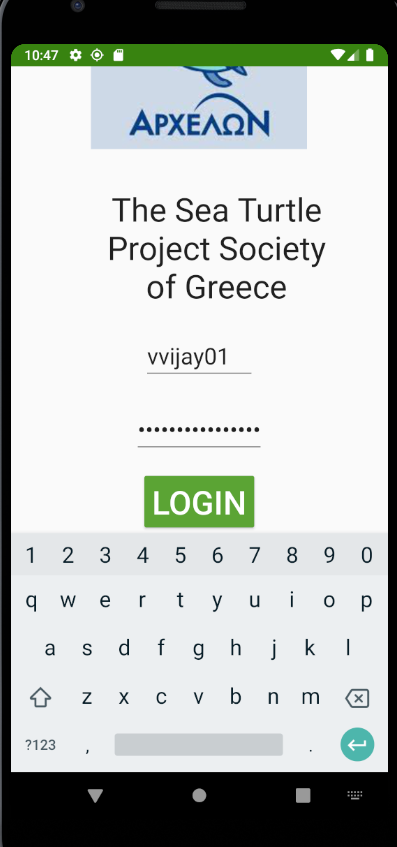 10:47
ΑΡΧΕΛΩΝ
The Sea Turtle
Project Society
of Greece
vvijay01
••••••••••••••••
LOGIN
1 2 3 4 5 6 7 8 9 0
q w e r t y u i o p
a s d f g h j k l
z x c v b n m
?123 , .